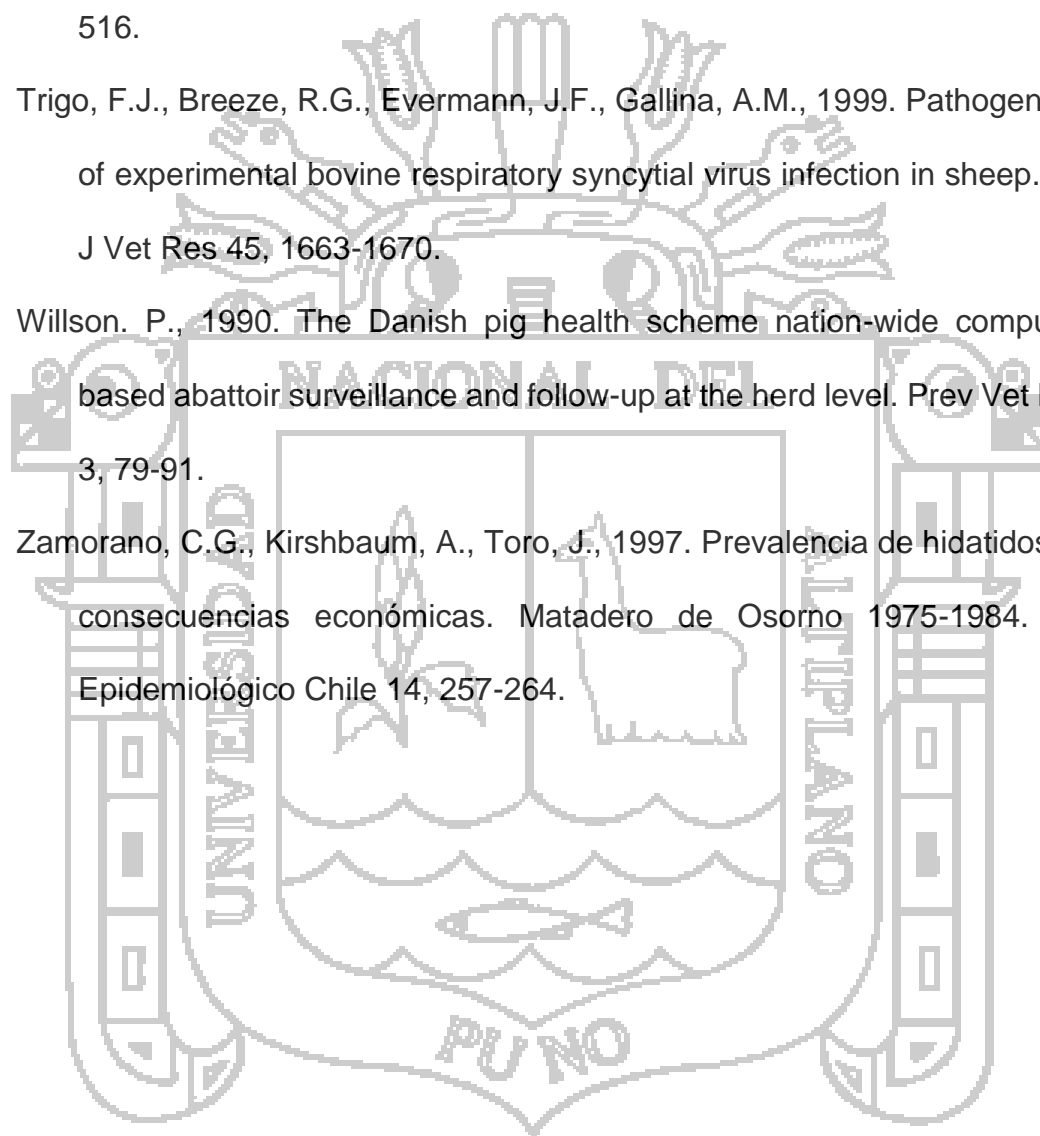 516.
Trigo, F.J., Breeze, R.G., Evermann, J.F., Gallina, A.M., 1999. Pathogen
of experimental bovine respiratory syncytial virus infection in sheep.
J Vet Res 45, 1663-1670.
Willson. P., 1990. The Danish pig health scheme nation-wide compu
based abattoir surveillance and follow-up at the herd level. Prev Vet
3, 79-91.
Zamorano, C.G., Kirshbaum, A., Toro, J., 1997. Prevalencia de hidatidos
consecuencias económicas. Matadero de Osorno 1975-1984.
Epidemiológico Chile 14, 257-264.
UNIVERSIDAD
NACIONAL DEL
ALTIPLANO
PUNO